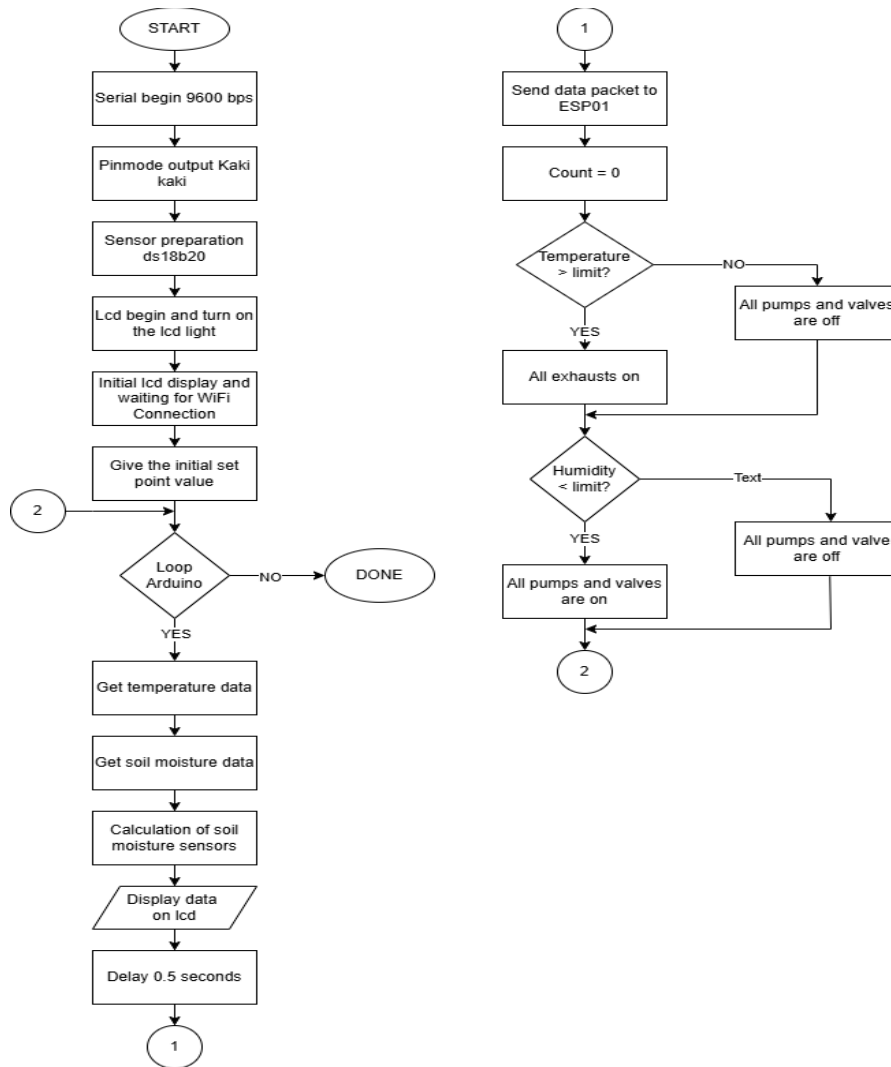 START
Serial begin 9600 bps
Pinmode output Kaki
kaki
Sensor preparation
ds18b20
Lcd begin and turn on
the lcd light
Initial lcd display and
waiting for WiFi
Connection
Give the initial set
point value
2
Loop
Arduino
NO
DONE
YES
Get temperature data
Get soil moisture data
Calculation of soil
moisture sensors
Display data
on lcd
Delay 0.5 seconds
1
1
Send data packet to
ESP01
Count = 0
Temperature
> limit?
NO
All pumps and valves
are off
YES
All exhausts on
Humidity
< limit?
Text
All pumps and valve
are off
YES
All pumps and valves
are on
2